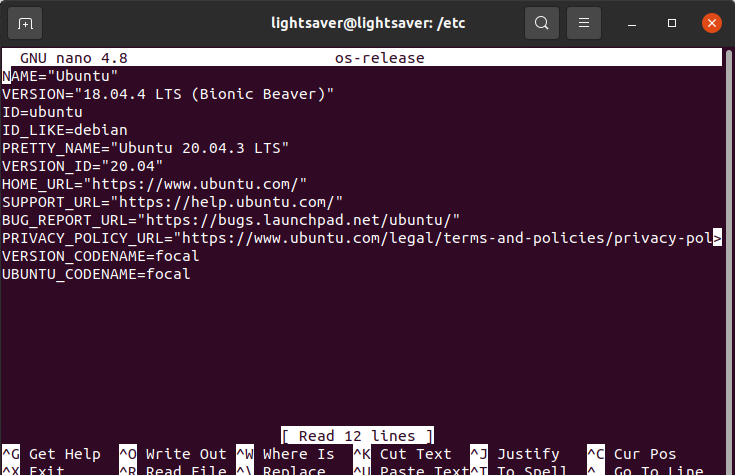 lightsaver@lightsaver: /etc
GNU nano 4.8 os-release
NAME="Ubuntu"
VERSION="18.04.4 LTS (Bionic Beaver)"
ID=ubuntu
ID_LIKE=debian
PRETTY_NAME="Ubuntu 20.04.3 LTS"
VERSION_ID="20.04"
HOME_URL="https://www.ubuntu.com/"
SUPPORT_URL="https://help.ubuntu.com/"
BUG_REPORT_URL="https://bugs.launchpad.net/ubuntu/"
PRIVACY_POLICY_URL="https://www.ubuntu.com/legal/terms-and-policies/privacy-pol>
VERSION_CODENAME=focal
UBUNTU_CODENAME=focal
[ Read 12 lines ]
^G Get Help ^O Write Out ^W Where Is ^K Cut Text ^J Justify ^C Cur Pos
^X Exit ^R Read File ^\ Replace ^U Paste Text ^T To Spell ^_ Go To Line